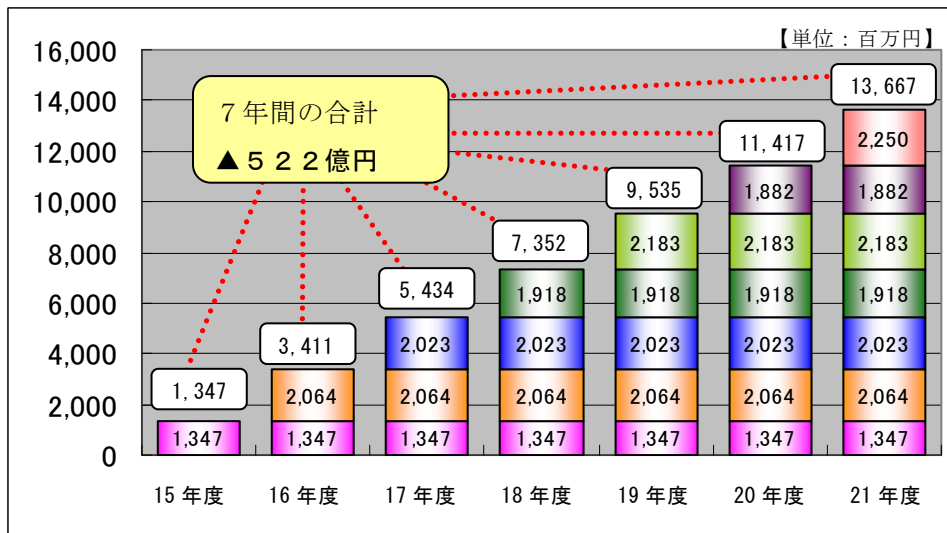 【単位：百万円】
16,000
14,000
12,000
10,000
8,000
6,000
4,000
2,000
0
７年間の合計
▲５２２億円
1,347
3,411
5,434
7,352
9,535
11,417
13,667
2,250
1,882 1,882
2,183 2,183 2,183
1,918 1,918 1,918 1,918
2,023 2,023 2,023 2,023 2,023
2,064 2,064 2,064 2,064 2,064 2,064
1,347 1,347 1,347 1,347 1,347 1,347 1,347
15 年度 16 年度 17 年度 18 年度 19 年度 20 年度 21 年度